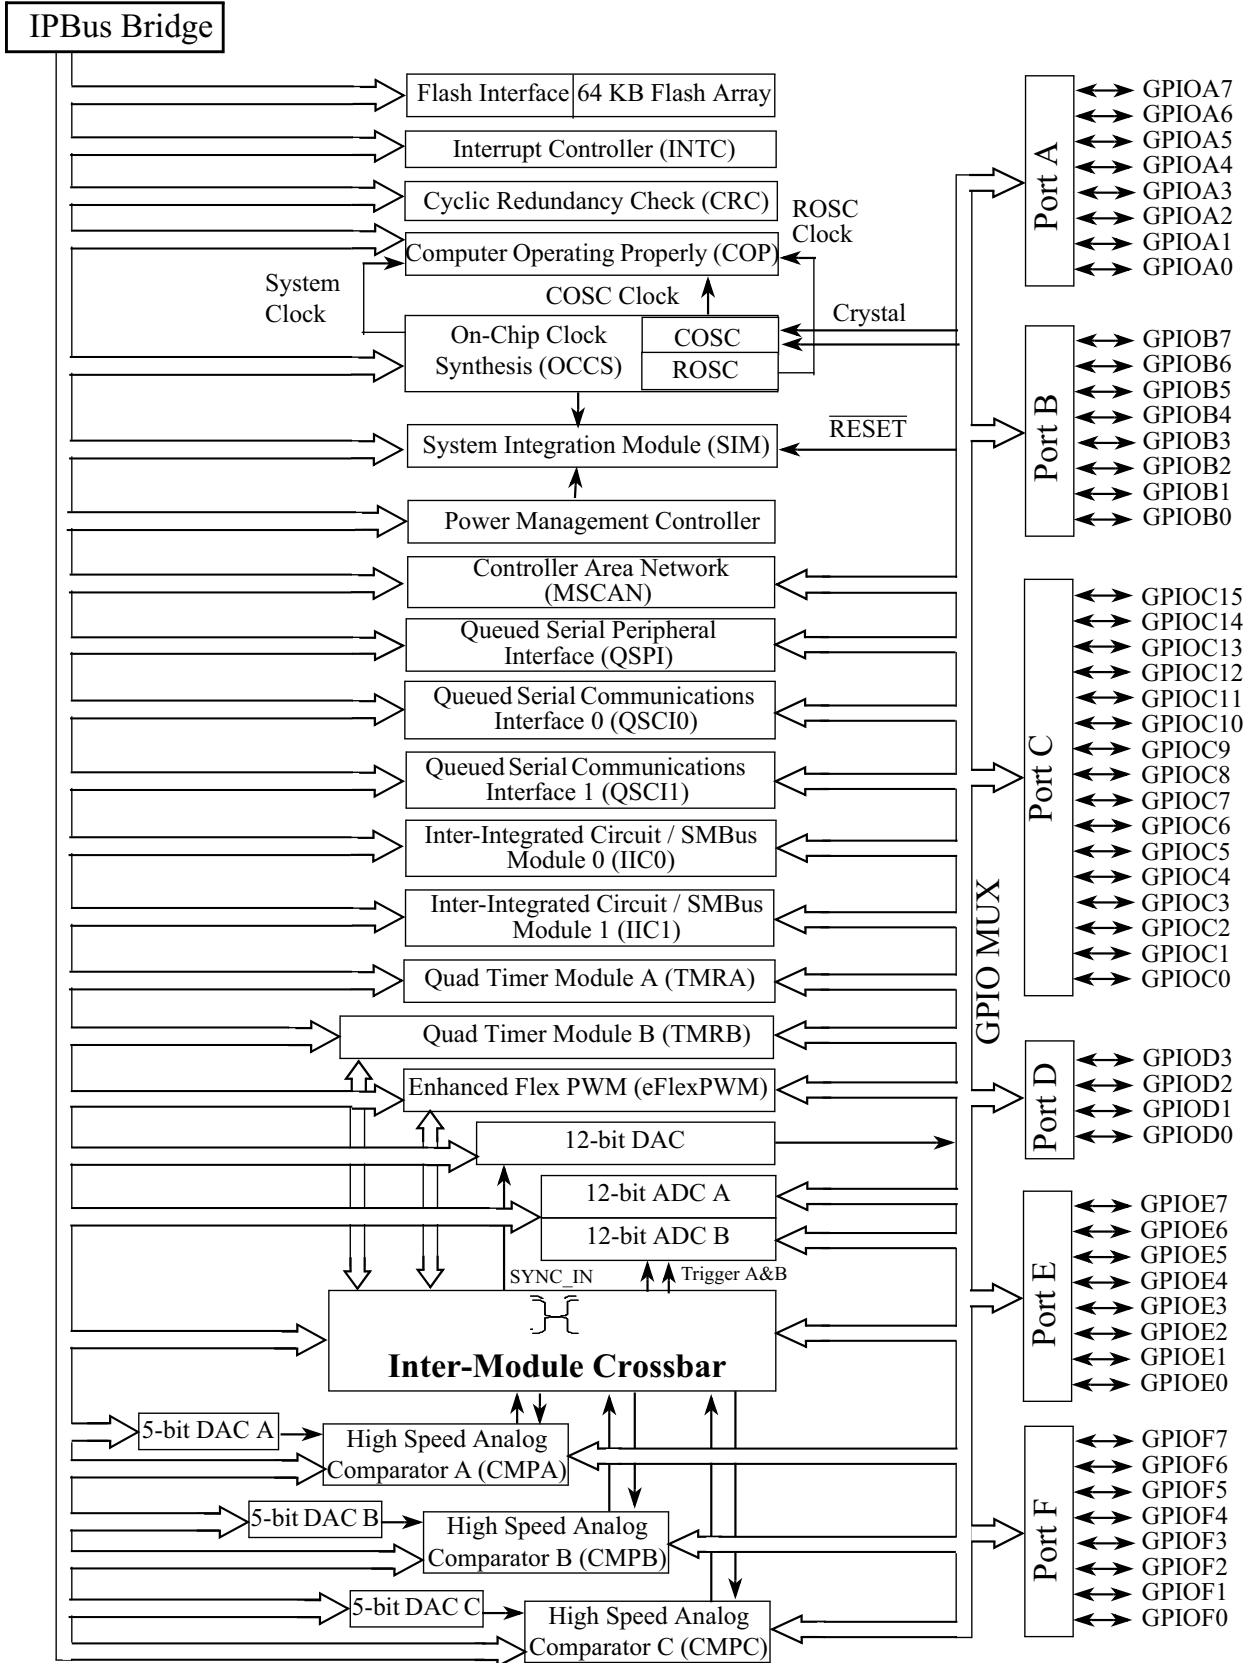 IPBus Bridge
Flash Interface
64 KB Flash Array
Interrupt Controller (INTC)
Cyclic Redundancy Check (CRC)
ROSC
Clock
Computer Operating Properly (COP)
System
Clock
COSC Clock
On-Chip Clock
Synthesis (OCCS)
COSC
ROSC
Crystal
System Integration Module (SIM)
RESET
Power Management Controller
Controller Area Network
(MSCAN)
Queued Serial Peripheral
Interface (QSPI)
Queued Serial Communications
Interface 0 (QSCI0)
Queued Serial Communications
Interface 1 (QSCI1)
Inter-Integrated Circuit / SMBus
Module 0 (IIC0)
Inter-Integrated Circuit / SMBus
Module 1 (IIC1)
Quad Timer Module A (TMRA)
Quad Timer Module B (TMRB)
Enhanced Flex PWM (eFlexPWM)
12-bit DAC
12-bit ADC A
12-bit ADC B
SYNC_IN
Trigger A&B
Inter-Module Crossbar
5-bit DAC A
High Speed Analog
Comparator A (CMPA)
5-bit DAC B
High Speed Analog
Comparator B (CMPB)
5-bit DAC C
High Speed Analog
Comparator C (CMPC)
GPIO MUX
Port A
GPIOA7
GPIOA6
GPIOA5
GPIOA4
GPIOA3
GPIOA2
GPIOA1
GPIOA0
Port B
GPIOB7
GPIOB6
GPIOB5
GPIOB4
GPIOB3
GPIOB2
GPIOB1
GPIOB0
Port C
GPIOC15
GPIOC14
GPIOC13
GPIOC12
GPIOC11
GPIOC10
GPIOC9
GPIOC8
GPIOC7
GPIOC6
GPIOC5
GPIOC4
GPIOC3
GPIOC2
GPIOC1
GPIOC0
Port D
GPIOD3
GPIOD2
GPIOD1
GPIOD0
Port E
GPIOE7
GPIOE6
GPIOE5
GPIOE4
GPIOE3
GPIOE2
GPIOE1
GPIOE0
Port F
GPIOF7
GPIOF6
GPIOF5
GPIOF4
GPIOF3
GPIOF2
GPIOF1
GPIOF0